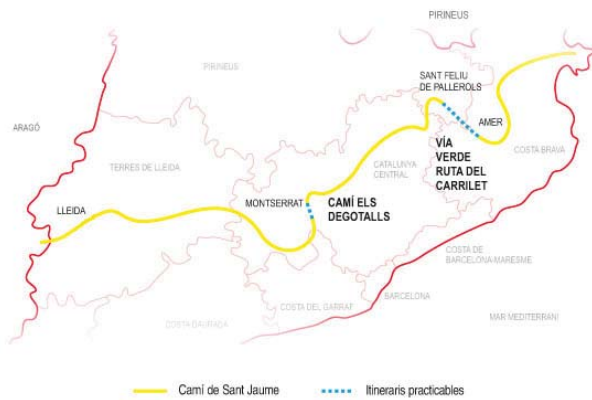 PIRINEUS
PIRINEUS
SANT FELIU
DE PALLEROLS
AMER
ARAGÓ
VÍA
VERDE
RUTA DEL
CARRILET
COSTA BRAVA
TERRES DE LLEIDA
CATALUNYA
CENTRAL
MONTSERRAT
CAMÍ ELS
DEGOTALLS
LLEIDA
COSTA DE
BARCELONA-MARESME
COSTA DEL GARRAF
BARCELONA
COSTA DAURADA
MAR MEDITERRANI
Camí de Sant Jaume
Itineraris practicables